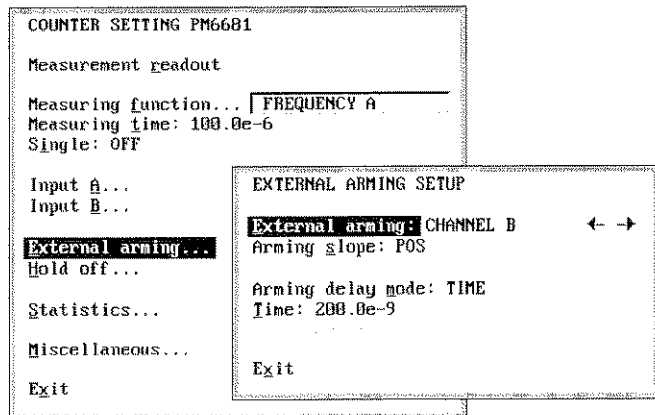 COUNTER SETTING PM6681
Measurement readout
Measuring function... FREQUENCY A
Measuring time: 100.0e-6
Single: OFF
Input A...
Input B...
External arming...
Hold off...
Statistics...
Miscellaneous...
Exit
EXTERNAL ARMING SETUP
External arming: CHANNEL B
Arming slope: POS
Arming delay mode: TIME
Time: 200.0e-9
Exit